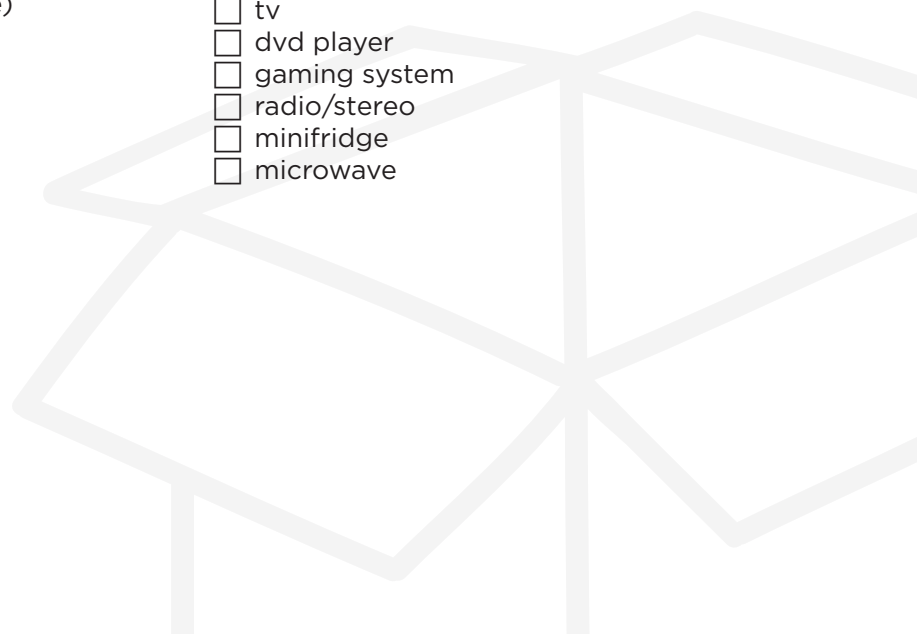 tv
dvd player
gaming system
radio/stereo
minifridge
microwave